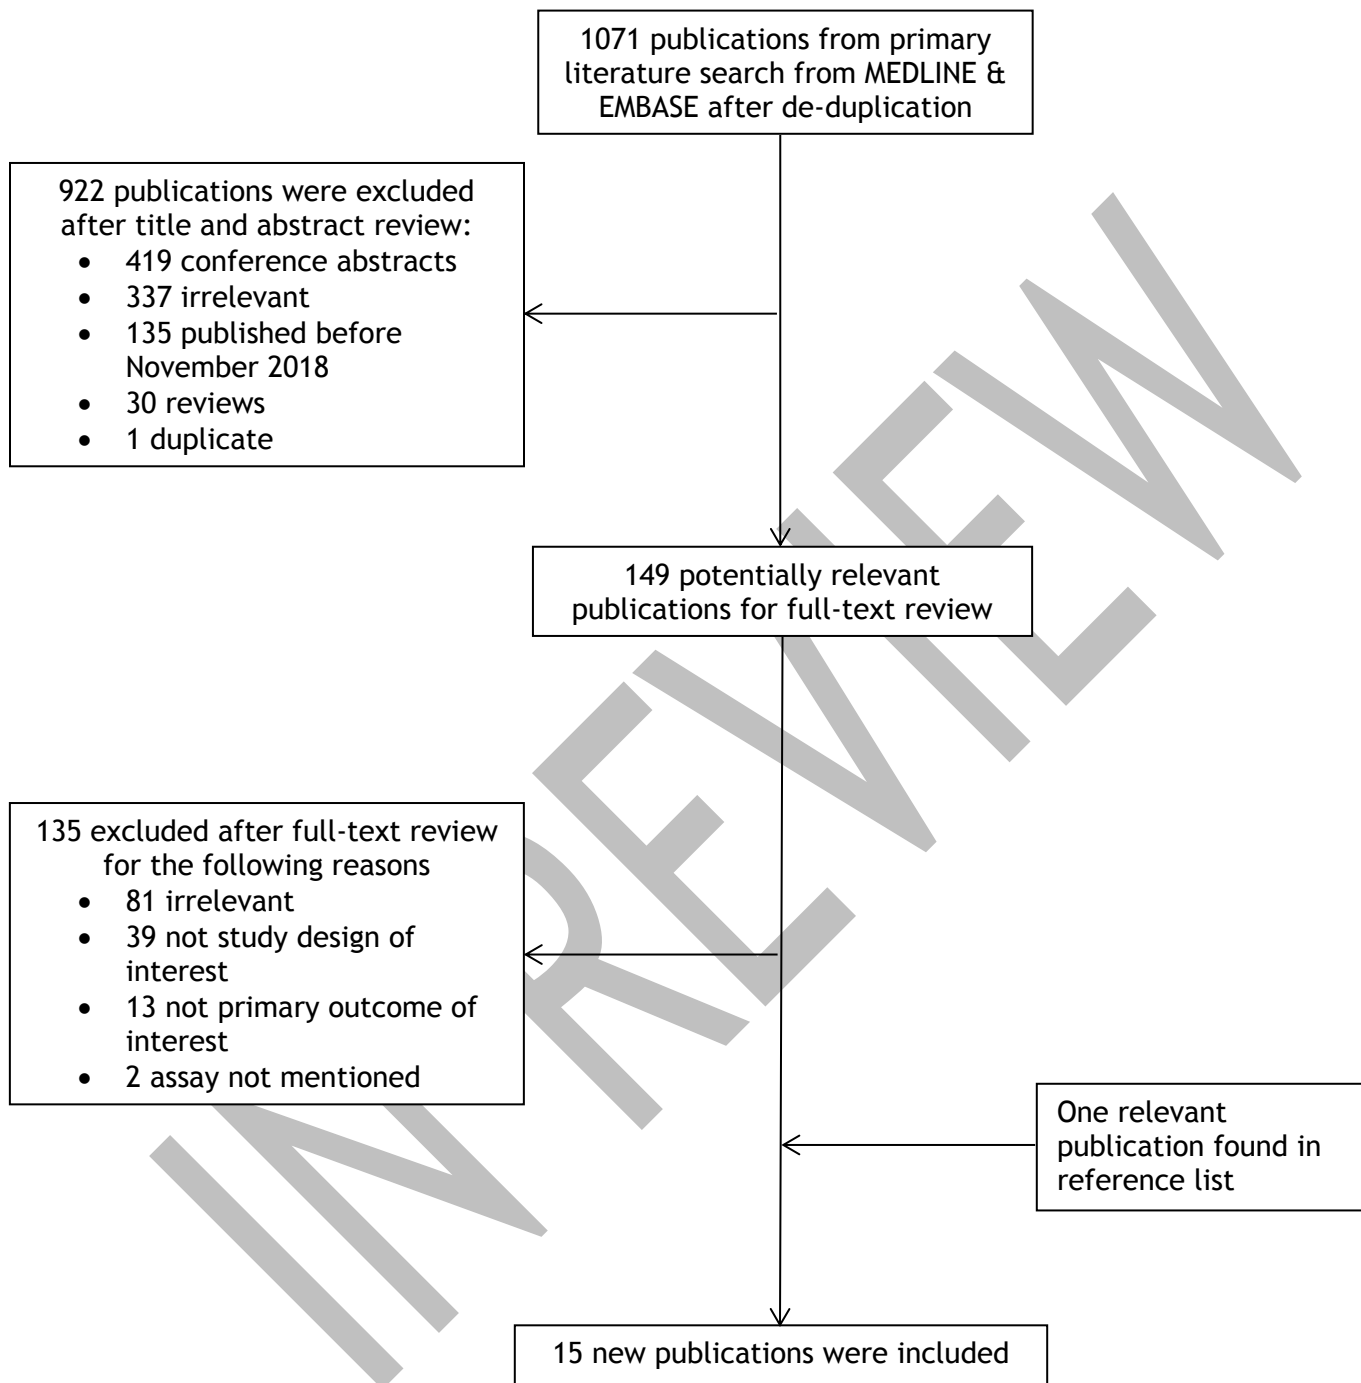 1071 publications from primary
literature search from MEDLINE &
EMBASE after de-duplication
922 publications were excluded
after title and abstract review:
• 419 conference abstracts
• 337 irrelevant
• 135 published before
November 2018
• 30 reviews
• 1 duplicate
149 potentially relevant
publications for full-text review
135 excluded after full-text review
for the following reasons
• 81 irrelevant
• 39 not study design of
interest
• 13 not primary outcome of
interest
• 2 assay not mentioned
One relevant
publication found in
reference list
15 new publications were included
IN REVIEW